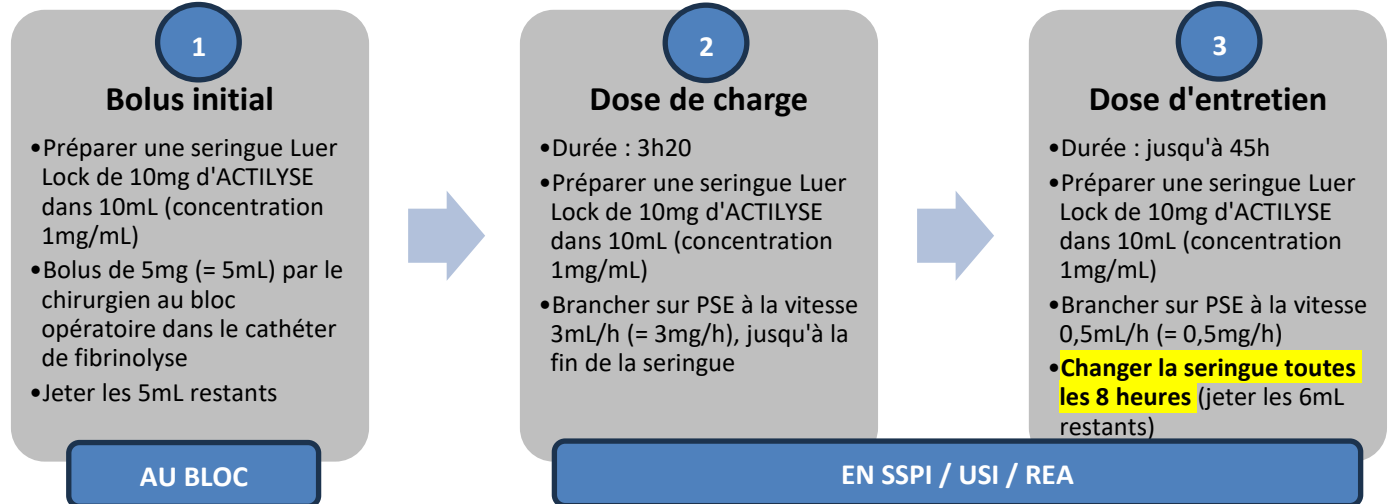 1
Bolus initial
•Préparer une seringue Luer
Lock de 10mg d'ACTILYSE
dans 10mL (concentration
1mg/mL)
•Bolus de 5mg (= 5mL) par le
chirurgien au bloc
opératoire dans le cathéter
de fibrinolyse
•Jeter les 5mL restants
AU BLOC
2
Dose de charge
•Durée : 3h20
•Préparer une seringue Luer
Lock de 10mg d'ACTILYSE
dans 10mL (concentration
1mg/mL)
•Brancher sur PSE à la vitesse
3mL/h (= 3mg/h), jusqu'à la
fin de la seringue
3
Dose d'entretien
•Durée : jusqu'à 45h
•Préparer une seringue Luer
Lock de 10mg d'ACTILYSE
dans 10mL (concentration
1mg/mL)
•Brancher sur PSE à la vitesse
0,5mL/h (= 0,5mg/h)
•Changer la seringue toutes
les 8 heures (jeter les 6mL
restants)
EN SSPI / USI / REA